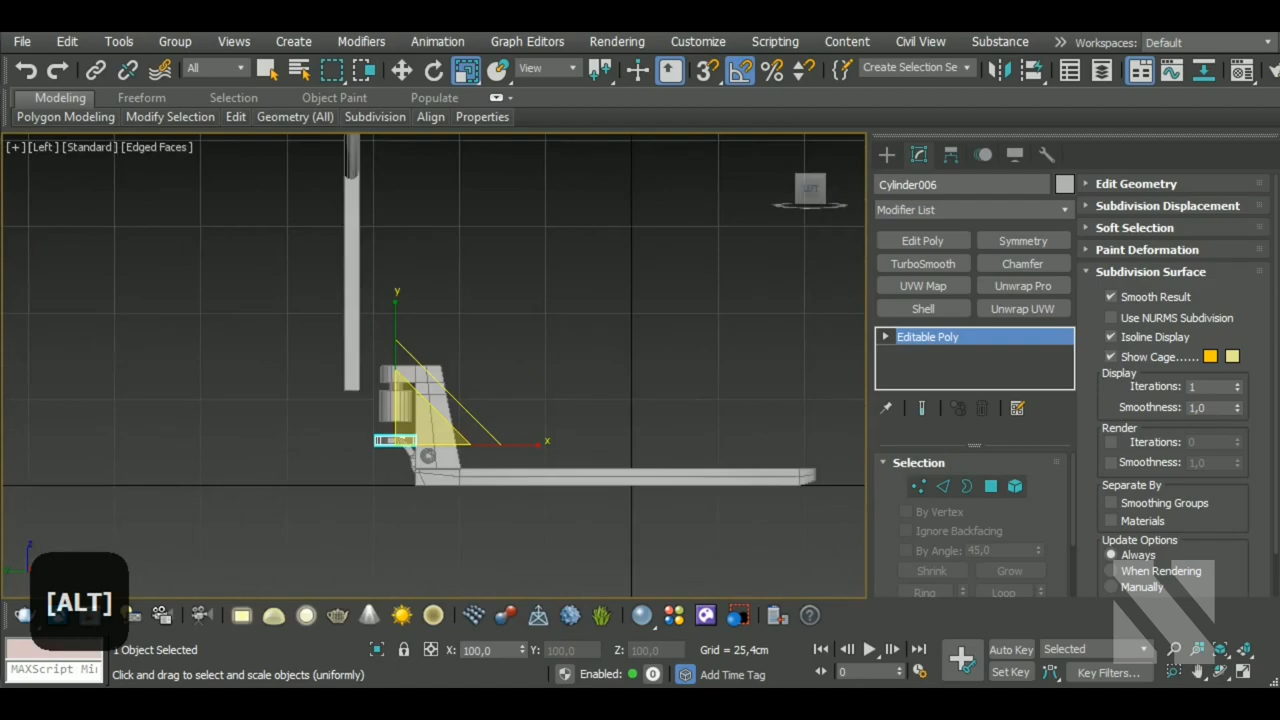 File Edit Tools Group Views Create Modifiers Animation Graph Editors Rendering Customize Scripting Content Civil View Substance Workspaces: Default
All View Create Selection Se
Modeling Freeform Selection Object Paint Populate
Polygon Modeling Modify Selection Edit Geometry (All) Subdivision Align Properties
[+] [Left] [Standard] [Edged Faces]
LEFT
Cylinder006
Modifier List
Edit Poly Symmetry
TurboSmooth Chamfer
UVW Map Unwrap Pro
Shell Unwrap UVW
Editable Poly
Selection
By Vertex
Ignore Backfacing
By Angle: 45,0
Shrink Grow
Ring Loop
Edit Geometry
Subdivision Displacement
Soft Selection
Paint Deformation
Subdivision Surface
Smooth Result
Use NURMS Subdivision
Isoline Display
Show Cage......
Display
Iterations: 1
Smoothness: 1,0
Render
Iterations: 0
Smoothness: 1,0
Separate By
Smoothing Groups
Materials
Update Options
Always
When Rendering
Manually
y
x
z
[ALT]
1 Object Selected X: 100,0 Y: 100,0 Z: 100,0 Grid = 25,4cm 0 Auto Key Selected
MAXScript Mi Click and drag to select and scale objects (uniformly) Enabled: 0 Add Time Tag Set Key Key Filters...